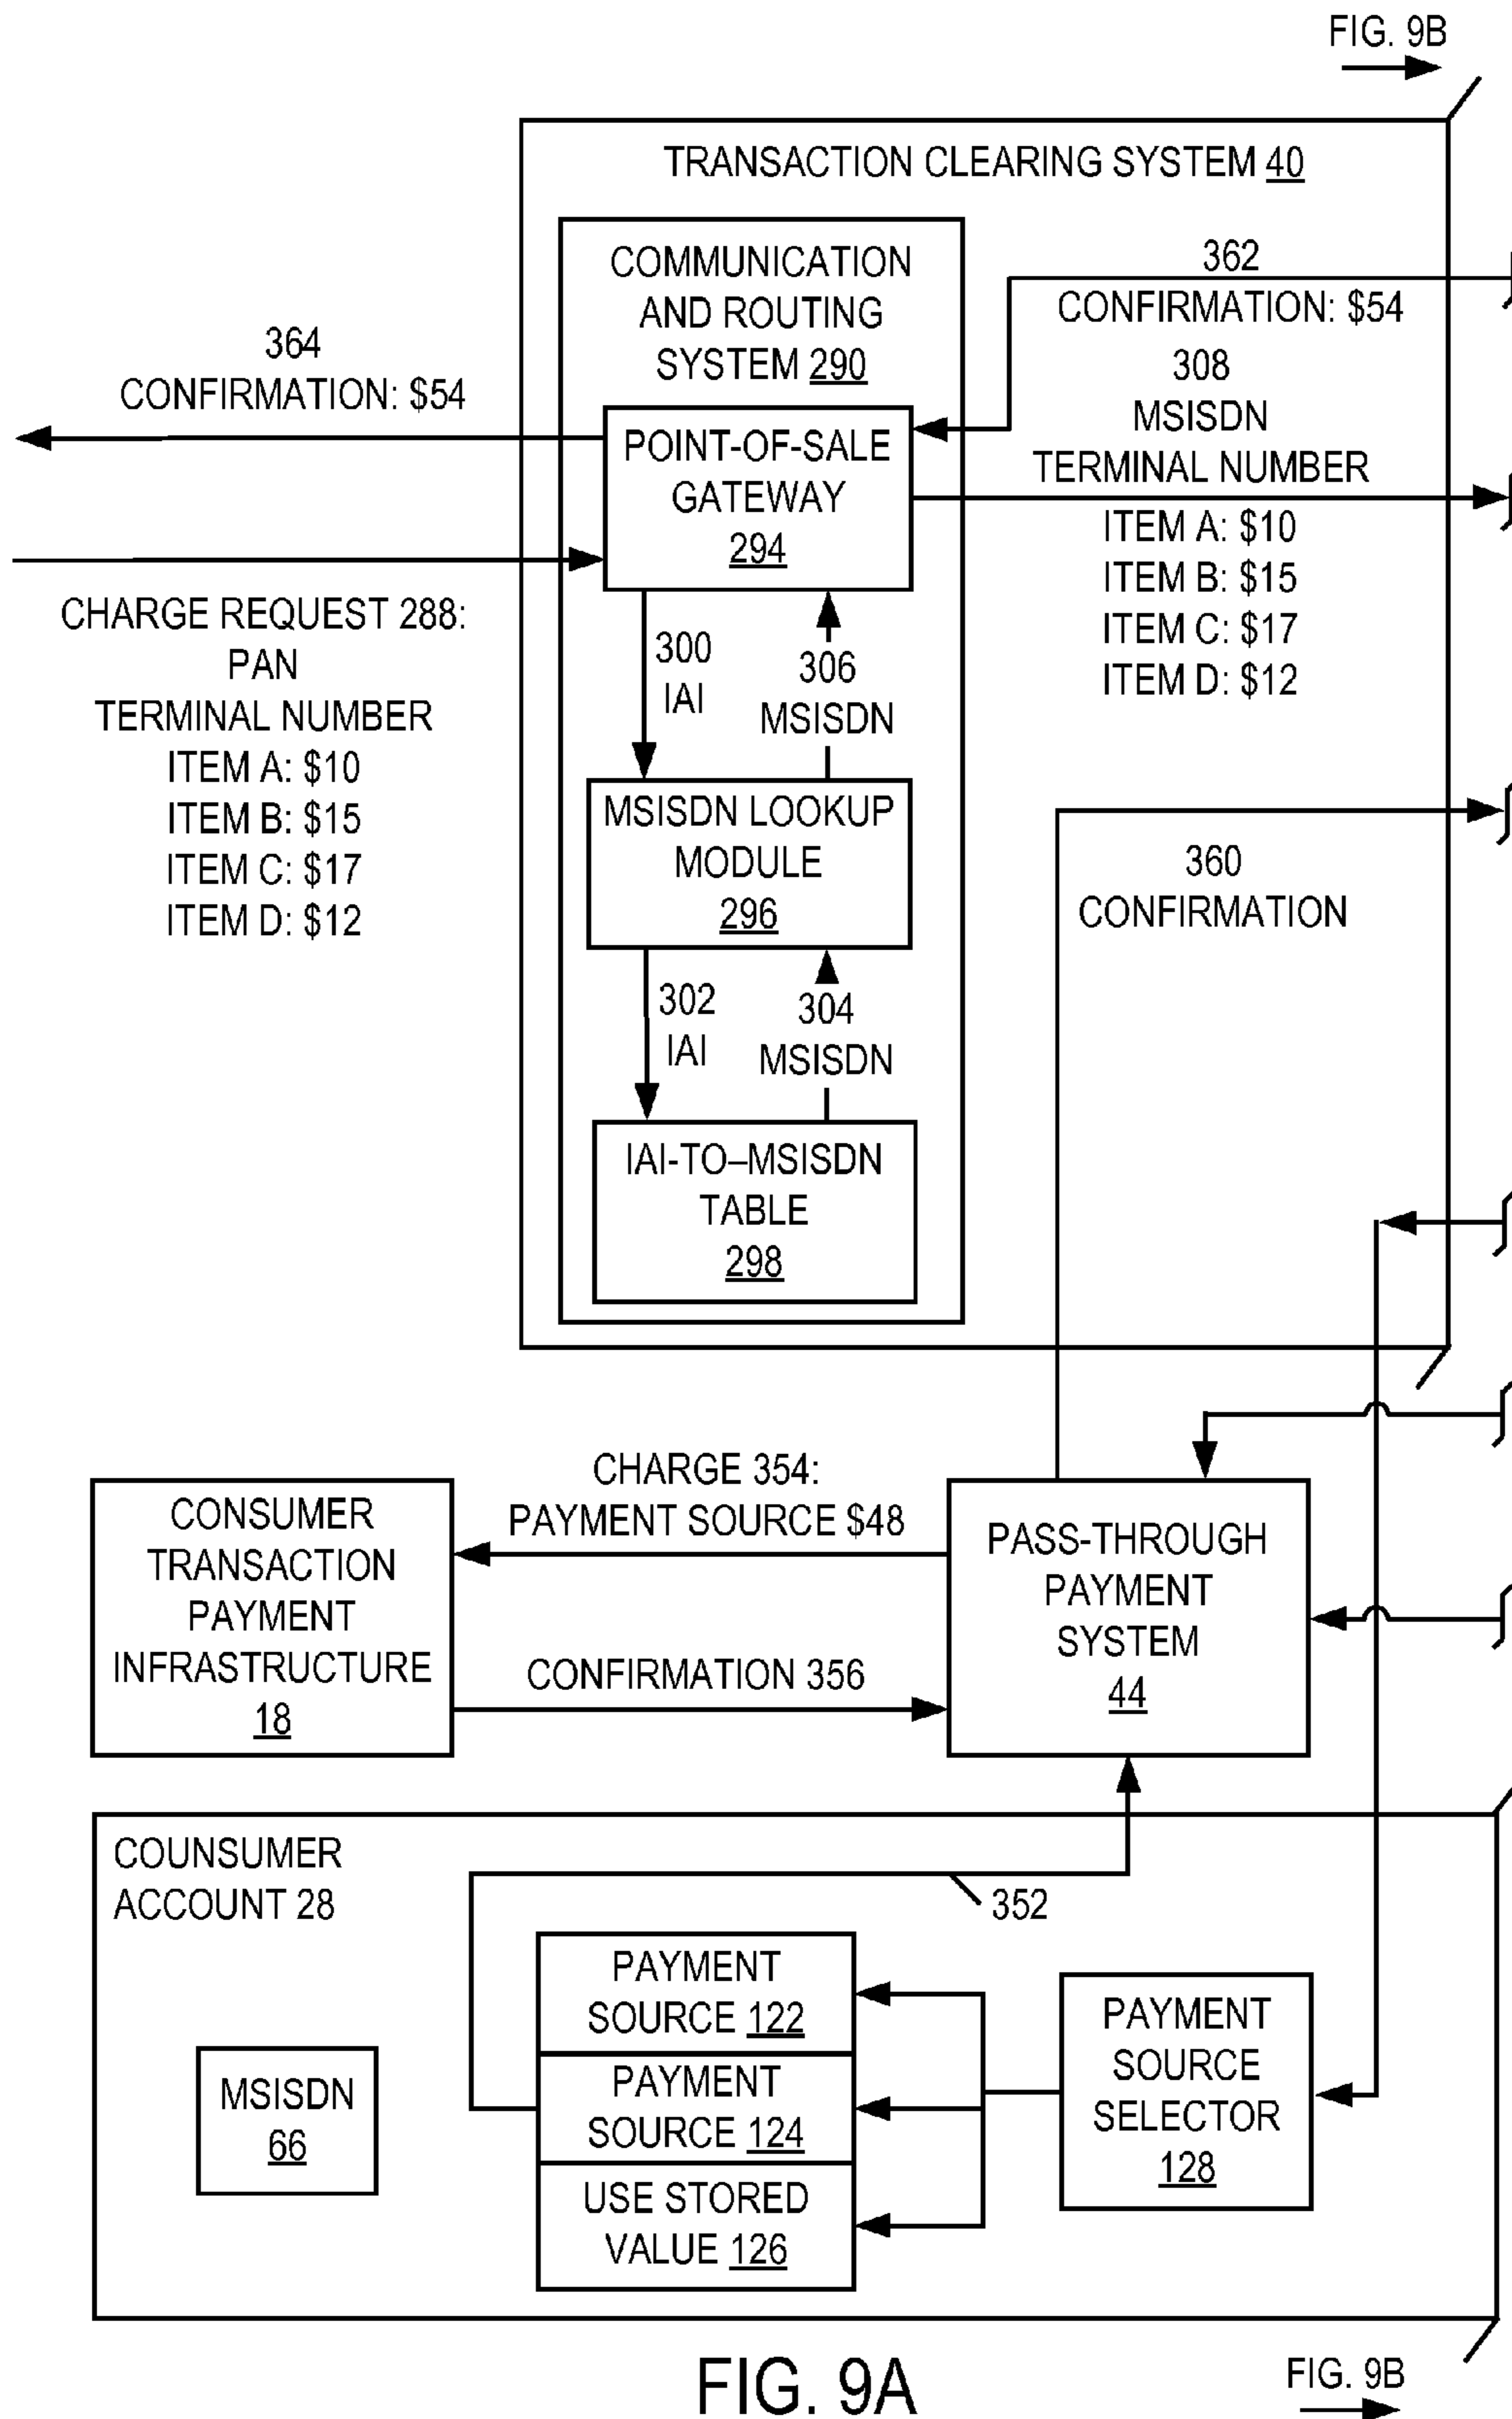 FIG. 9B
TRANSACTION CLEARING SYSTEM 40
COMMUNICATION
AND ROUTING
SYSTEM 290
362
CONFIRMATION: $54
364
CONFIRMATION: $54
308
MSISDN
TERMINAL NUMBER
ITEM A: $10
ITEM B: $15
ITEM C: $17
ITEM D: $12
POINT-OF-SALE
GATEWAY
294
CHARGE REQUEST 288:
PAN
TERMINAL NUMBER
ITEM A: $10
ITEM B: $15
ITEM C: $17
ITEM D: $12
300
IAI
306
MSISDN
MSISDN LOOKUP
MODULE
296
360
CONFIRMATION
302
IAI
304
MSISDN
IAI-TO–MSISDN
TABLE
298
CONSUMER
TRANSACTION
PAYMENT
INFRASTRUCTURE
18
CHARGE 354:
PAYMENT SOURCE $48
CONFIRMATION 356
PASS-THROUGH
PAYMENT
SYSTEM
44
COUNSUMER
ACCOUNT 28
352
MSISDN
66
PAYMENT
SOURCE 122
PAYMENT
SOURCE 124
USE STORED
VALUE 126
PAYMENT
SOURCE
SELECTOR
128
FIG. 9A
FIG. 9B